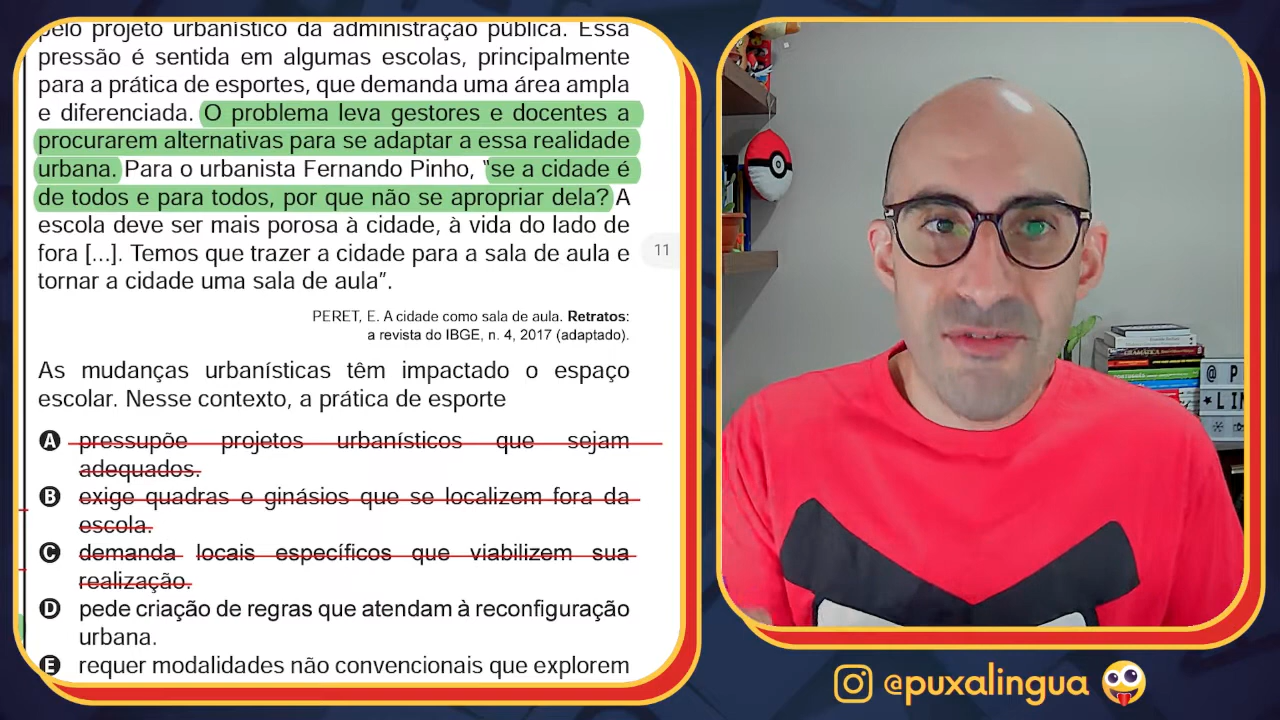 pelo projeto urbanístico da administração pública. Essa
pressão é sentida em algumas escolas, principalmente
para a prática de esportes, que demanda uma área ampla
e diferenciada. O problema leva gestores e docentes a
procurarem alternativas para se adaptar a essa realidade
urbana. Para o urbanista Fernando Pinho, "se a cidade é
de todos e para todos, por que não se apropriar dela? A
escola deve ser mais porosa à cidade, à vida do lado de
fora [...]. Temos que trazer a cidade para a sala de aula e
tornar a cidade uma sala de aula”.
11
PERET, E. A cidade como sala de aula. Retratos:
a revista do IBGE, n. 4, 2017 (adaptado).
As mudanças urbanísticas têm impactado o espaço
escolar. Nesse contexto, a prática de esporte
A pressupõe projetos urbanísticos que sejam
adequados.
B exige quadras e ginásios que se localizem fora da
escola.
C demanda locais específicos que viabilizem sua
realização.
D pede criação de regras que atendam à reconfiguração
urbana.
E requer modalidades não convencionais que explorem
GRAMÁTICA
@ P
★LIN
@puxalingua